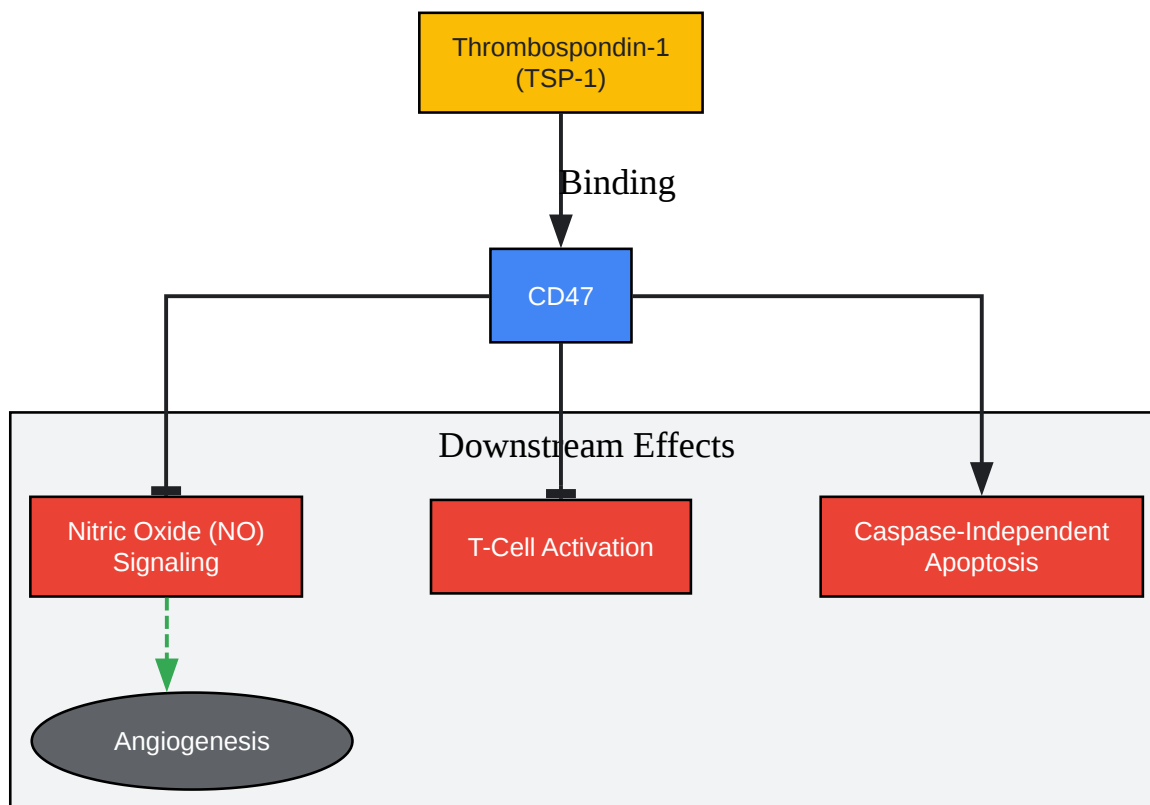 Thrombospondin-1
(TSP-1)
Binding
CD47
Downstream Effects
Nitric Oxide (NO)
Signaling
T-Cell Activation
Caspase-Independent
Apoptosis
Angiogenesis